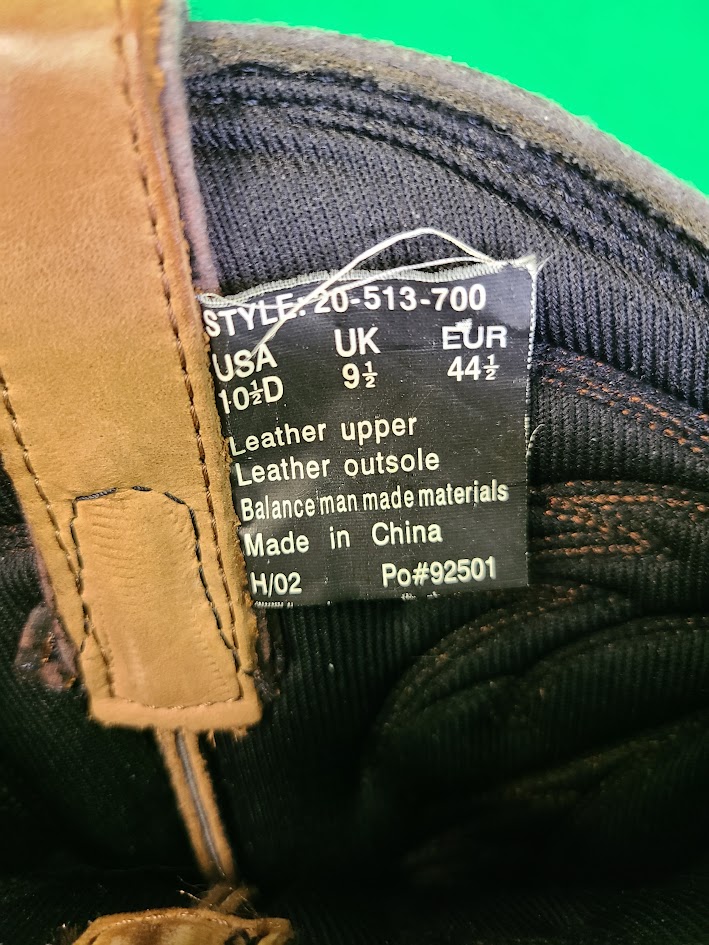 STYLE: 20-513-700
USA UK EUR
10½D 9½ 44½
Leather upper
Leather outsole
Balance man made materials
Made in China
H/02 Po#92501